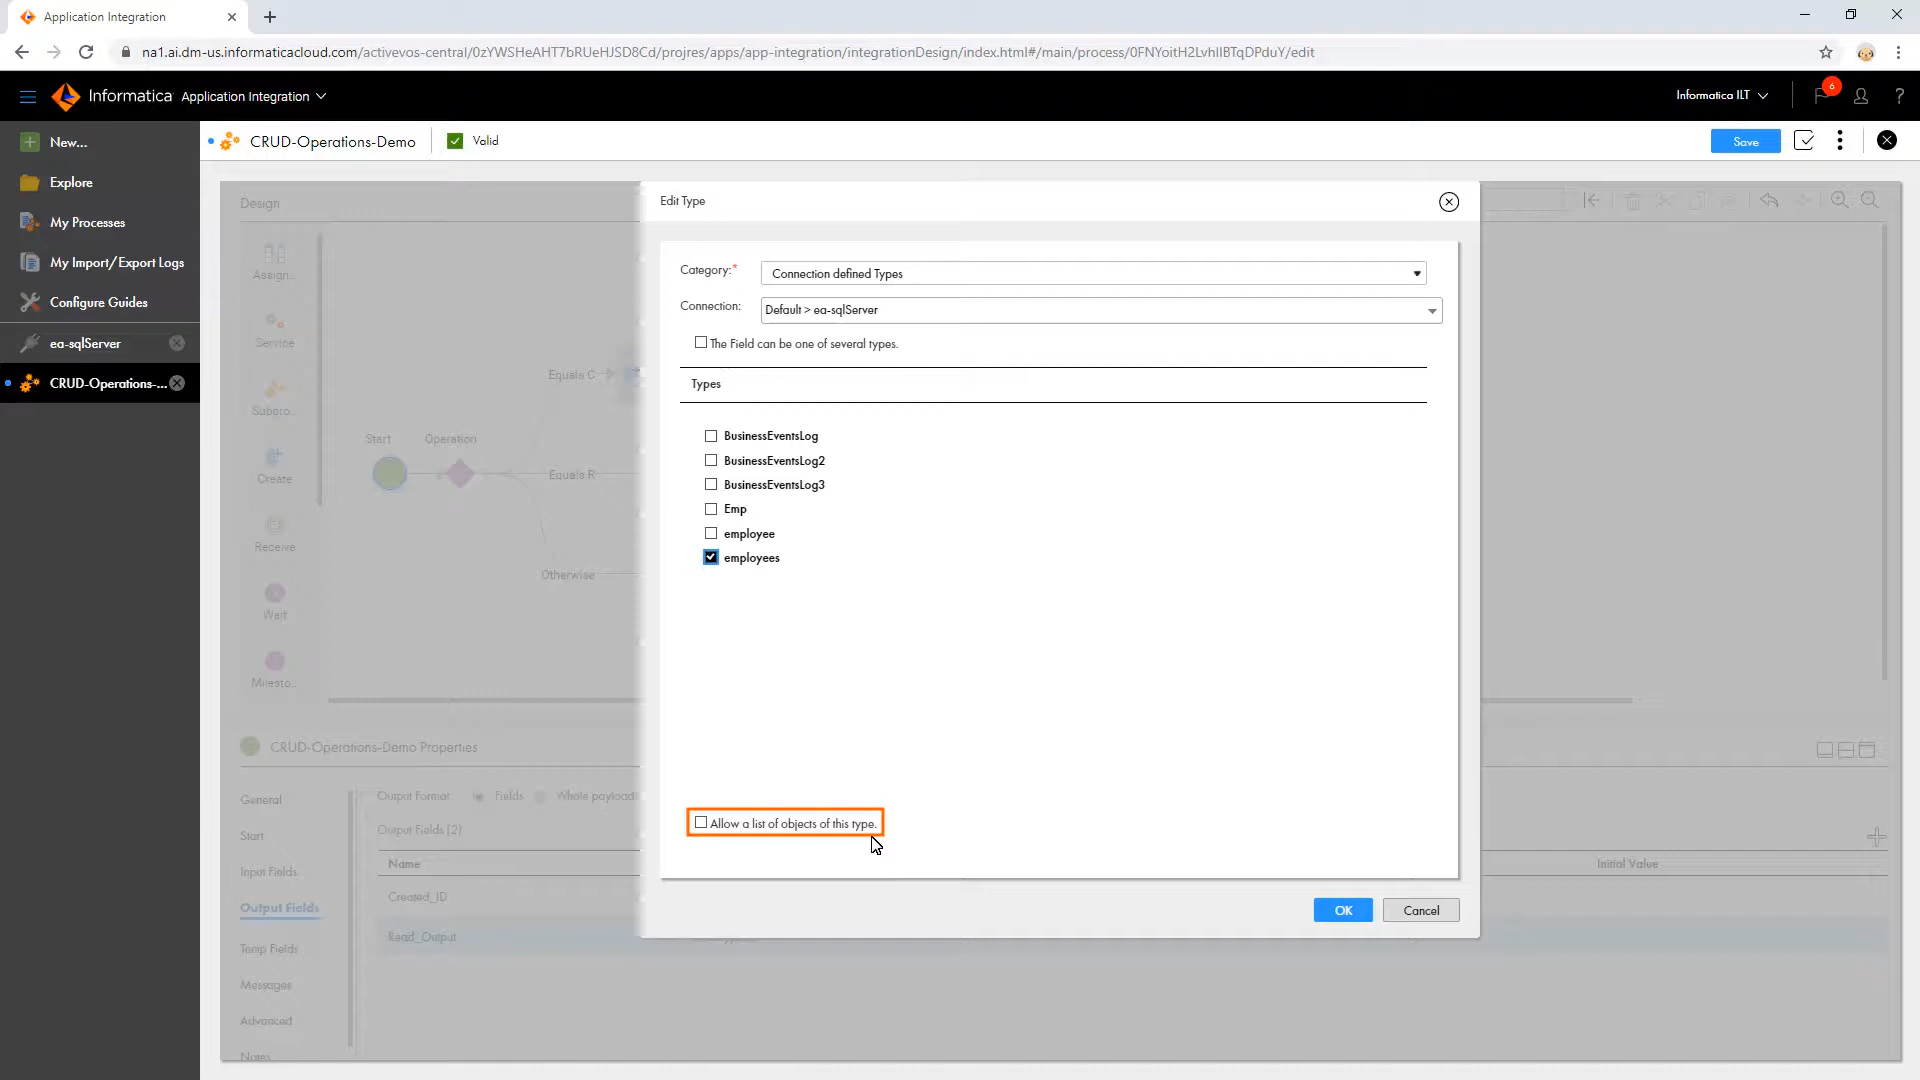 Application Integration
na1.ai.dm-us.informaticacloud.com/activevos-central/0zYWSHeAHT7bRUeHJSD8Cd/projres/apps/app-integration/integrationDesign/index.html#/main/process/0FNYoitH2LvhIIBTqDPduY/edit
Informatica Application Integration
Informatica ILT
6
?
New...
Explore
My Processes
My Import/Export Logs
Configure Guides
ea-sqlServer
CRUD-Operations-...
CRUD-Operations-Demo
Valid
Save
Design
Assign...
Service
Subpro...
Create
Receive
Wait
Milesto...
Start
Operation
Equals C
Equals R
Otherwise
Edit Type
Category:*
Connection defined Types
Connection:
Default > ea-sqlServer
The Field can be one of several types.
Types
BusinessEventsLog
BusinessEventsLog2
BusinessEventsLog3
Emp
employee
employees
Allow a list of objects of this type.
OK
Cancel
CRUD-Operations-Demo Properties
General
Start
Input Fields
Output Fields
Temp Fields
Messages
Advanced
Notes
Output Format:
Fields
Whole payload
Output Fields (2)
Name
Initial Value
Created_ID
Read_Output